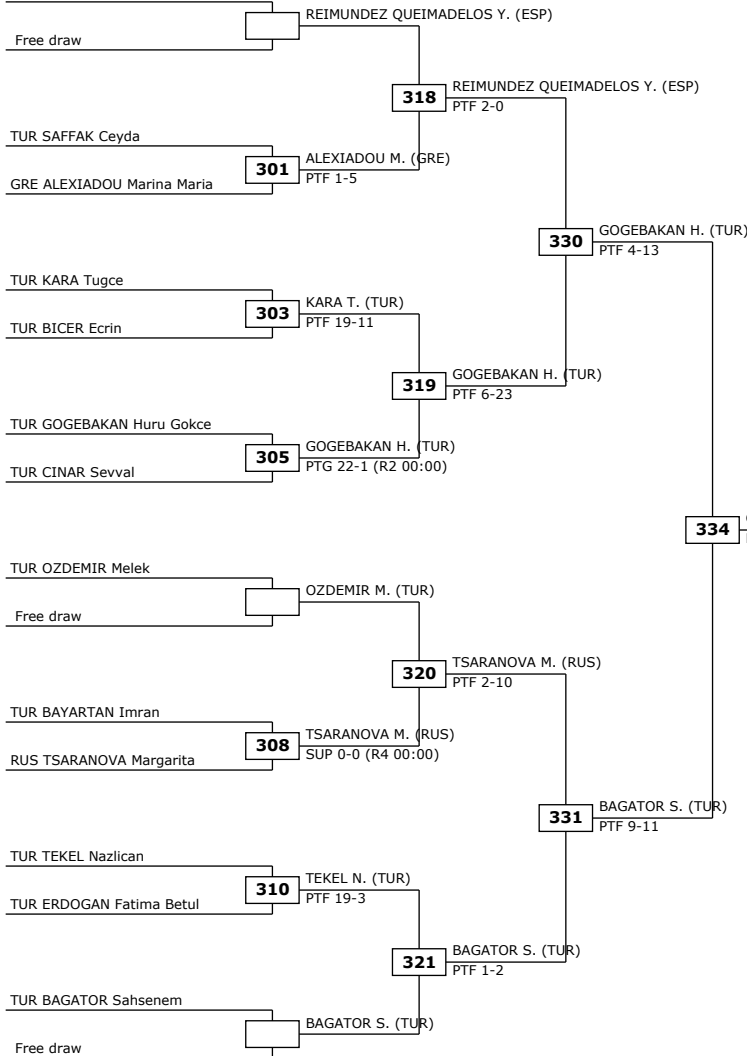 REIMUNDEZ QUEIMADELOS Y. (ESP)
Free draw
318
REIMUNDEZ QUEIMADELOS Y. (ESP)
PTF 2-0
TUR SAFFAK Ceyda
301
ALEXIADOU M. (GRE)
PTF 1-5
GRE ALEXIADOU Marina Maria
330
GOGEBAKAN H. (TUR)
PTF 4-13
TUR KARA Tugce
303
KARA T. (TUR)
PTF 19-11
TUR BICER Ecrin
319
GOGEBAKAN H. (TUR)
PTF 6-23
TUR GOGEBAKAN Huru Gokce
305
GOGEBAKAN H. (TUR)
PTG 22-1 (R2 00:00)
TUR CINAR Sevval
334
TUR OZDEMIR Melek
OZDEMIR M. (TUR)
Free draw
320
TSARANOVA M. (RUS)
PTF 2-10
TUR BAYARTAN Imran
308
TSARANOVA M. (RUS)
SUP 0-0 (R4 00:00)
RUS TSARANOVA Margarita
331
BAGATOR S. (TUR)
PTF 9-11
TUR TEKEL Nazlican
310
TEKEL N. (TUR)
PTF 19-3
TUR ERDOGAN Fatima Betul
321
BAGATOR S. (TUR)
PTF 1-2
TUR BAGATOR Sahsenem
BAGATOR S. (TUR)
Free draw